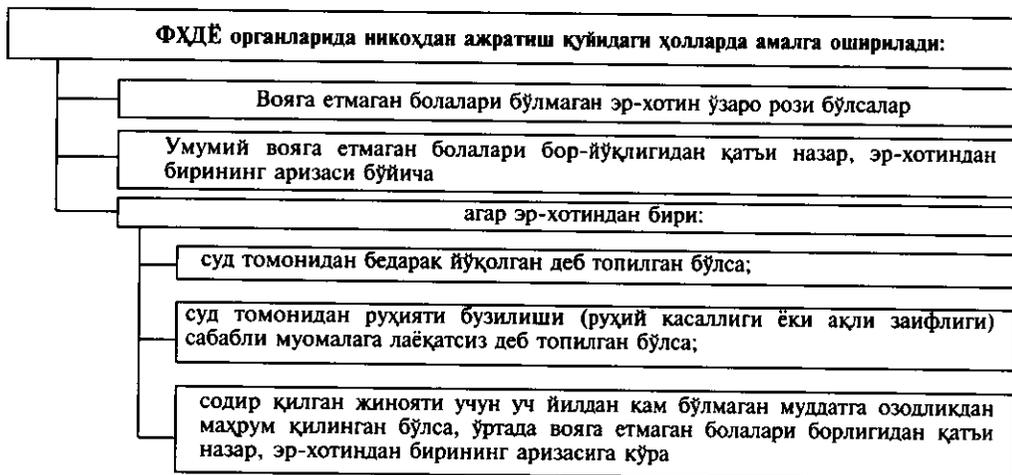 ФҲДЁ органларида никоҳдан ажратиш қуйидаги ҳолларда амалга оширилади:
Вояга етмаган болалари бўлмаган эр-хотин ўзаро рози бўлсалар
Умумий вояга етмаган болалари бор-йўқлигидан қатъи назар, эр-хотиндан
бирининг аризаси бўйича
агар эр-хотиндан бири:
суд томонидан бедарак йўқолган деб топилган бўлса;
суд томонидан руҳияти бузилиши (руҳий касаллиги ёки ақли заифлиги)
сабабли муомалага лаёқатсиз деб топилган бўлса;
содир қилган жинояти учун уч йилдан кам бўлмаган муддатга озодликдан
маҳрум қилинган бўлса, ўртада вояга етмаган болалари борлигидан қатъи
назар, эр-хотиндан бирининг аризасига кўра